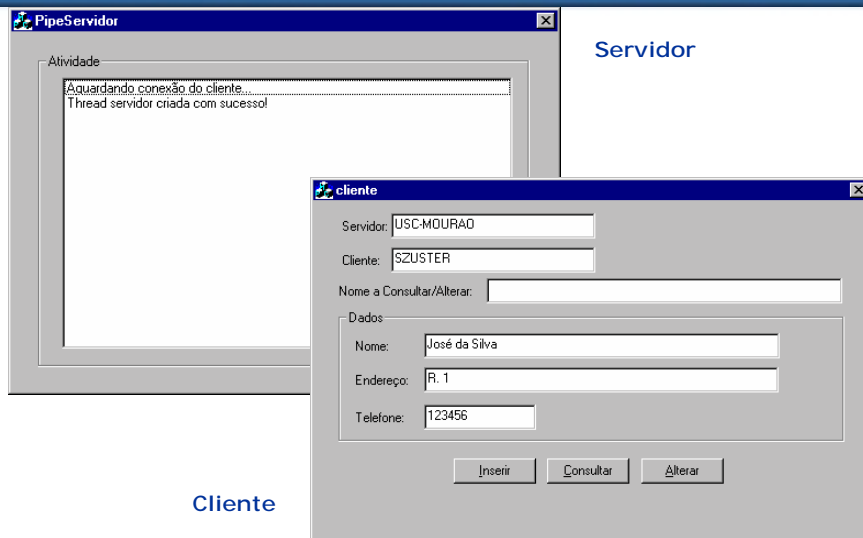 PipeServidor
Servidor
Atividade
Aguardando conexão do cliente...
Thread servidor criada com sucesso!
cliente
Servidor: USC-MOURAO
Cliente: SZUSTER
Nome a Consultar/Alterar:
Dados
Nome: José da Silva
Endereço: R. 1
Telefone: 123456
Inserir Consultar Alterar
Cliente